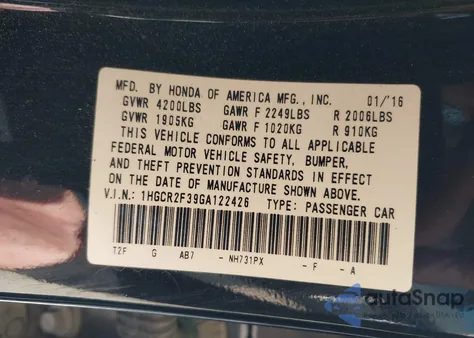 MFD. BY HONDA OF AMERICA MFG., INC. 01/'16
GVWR 4200LBS GAWR F 2249LBS R 2006LBS
GVWR 1905KG GAWR F 1020KG R 910KG
THIS VEHICLE CONFORMS TO ALL APPLICABLE
FEDERAL MOTOR VEHICLE SAFETY, BUMPER,
AND THEFT PREVENTION STANDARDS IN EFFECT
ON THE DATE OF MANUFACTURE SHOWN ABOVE.
V.I.N.: 1HGCR2F39GA122426 TYPE: PASSENGER CAR
T2F G AB7 - NH731PX - F - A
autoSnap